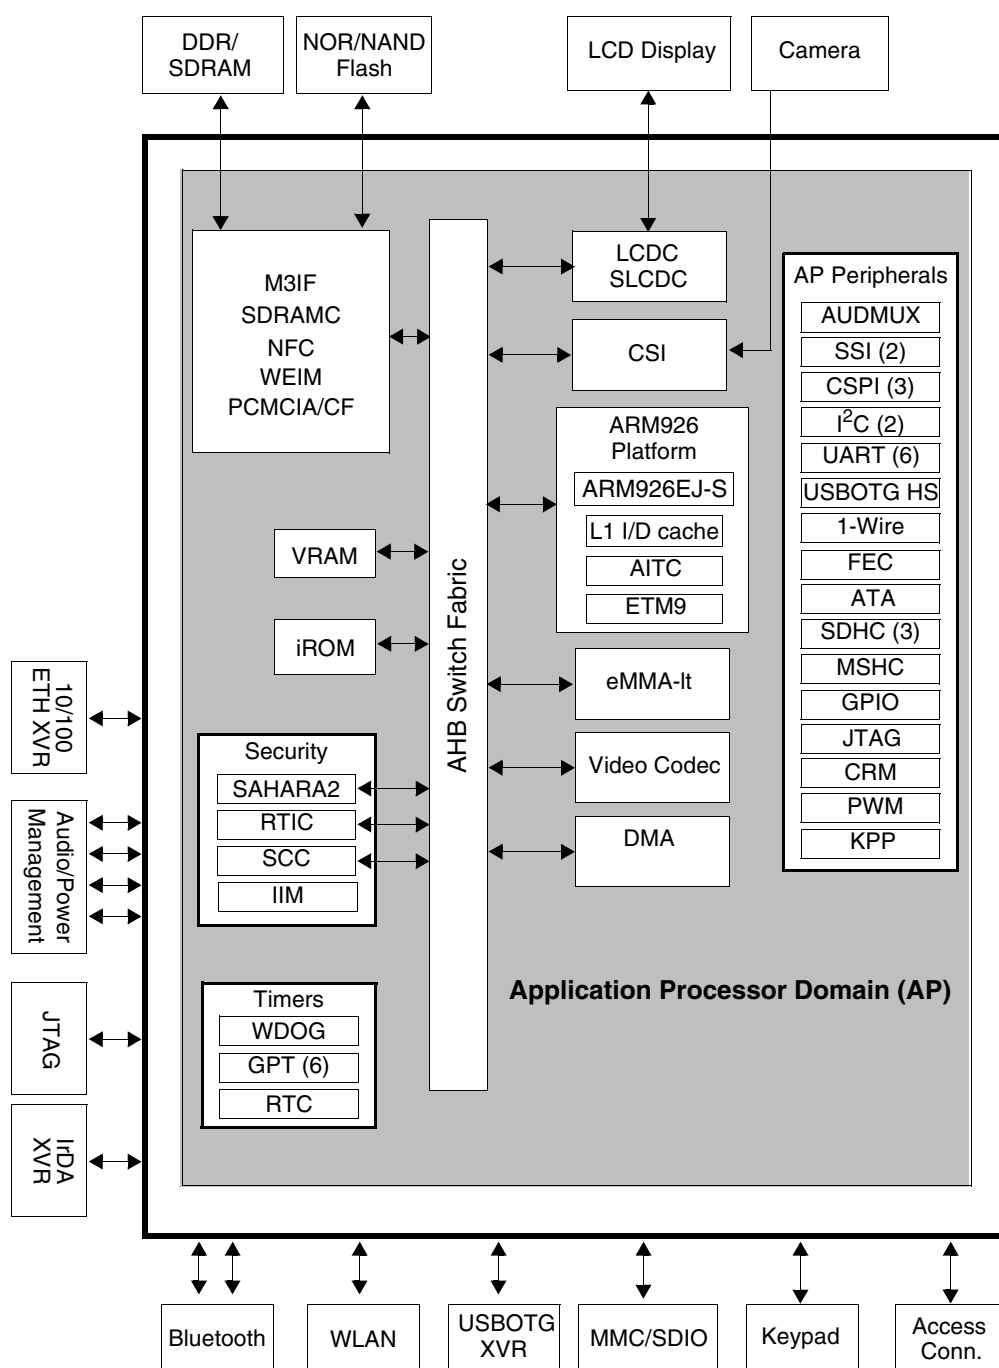 DDR/
SDRAM
NOR/NAND
Flash
LCD Display
Camera
M3IF
SDRAMC
NFC
WEIM
PCMCIA/CF
VRAM
iROM
Security
SAHARA2
RTIC
SCC
IIM
Timers
WDOG
GPT (6)
RTC
AHB Switch Fabric
LCDC
SLCDC
CSI
ARM926
Platform
ARM926EJ-S
L1 I/D cache
AITC
ETM9
eMMA-lt
Video Codec
DMA
AP Peripherals
AUDMUX
SSI (2)
CSPI (3)
I²C (2)
UART (6)
USBOTG HS
1-Wire
FEC
ATA
SDHC (3)
MSHC
GPIO
JTAG
CRM
PWM
KPP
Application Processor Domain (AP)
10/100
ETH XVR
Audio/Power
Management
JTAG
IrDA
XVR
Bluetooth
WLAN
USBOTG
XVR
MMC/SDIO
Keypad
Access
Conn.